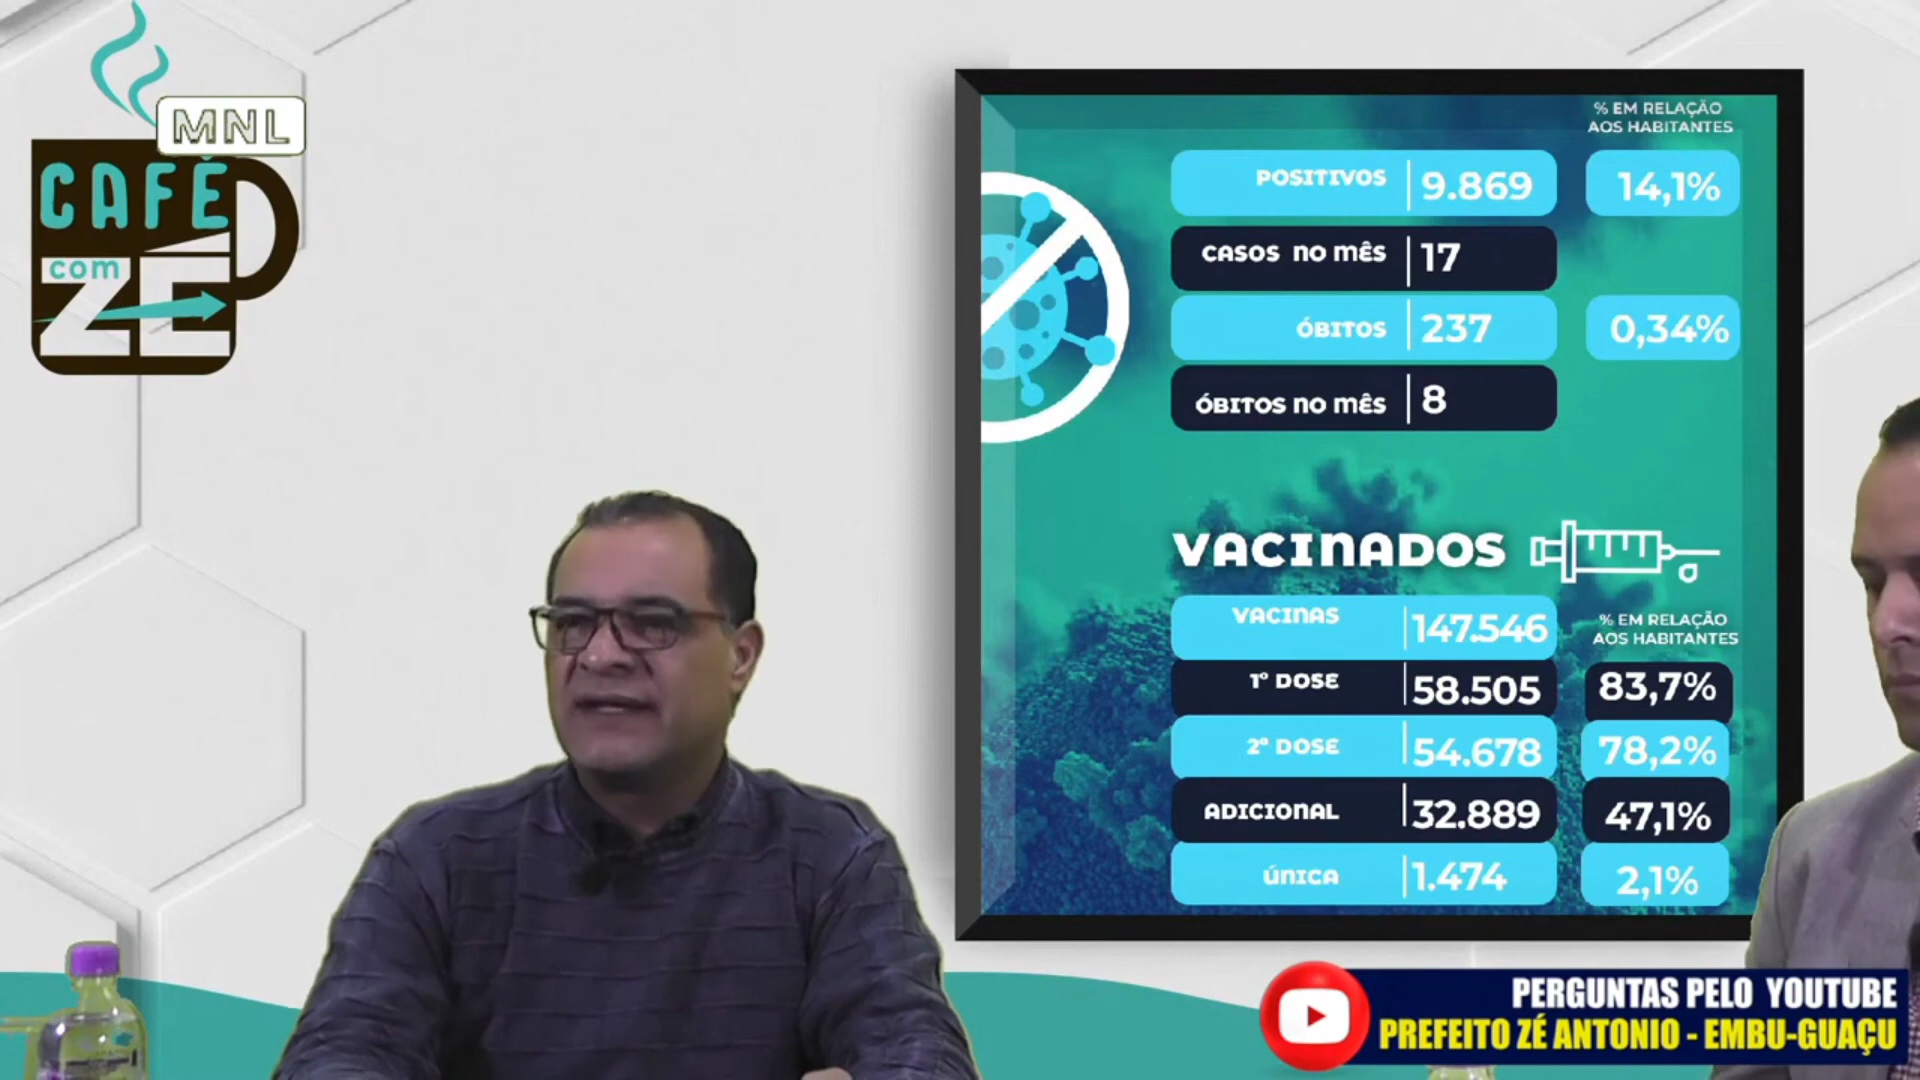 MNL
CAFÉ
com
ZÉ
% EM RELAÇÃO
AOS HABITANTES
POSITIVOS 9.869 14,1%
CASOS NO MÊS 17
ÓBITOS 237 0,34%
ÓBITOS NO MÊS 8
VACINADOS
VACINAS 147.546
% EM RELAÇÃO
AOS HABITANTES
1º DOSE 58.505 83,7%
2º DOSE 54.678 78,2%
ADICIONAL 32.889 47,1%
ÚNICA 1.474 2,1%
PERGUNTAS PELO YOUTUBE
PREFEITO ZÉ ANTONIO - EMBU-GUAÇU